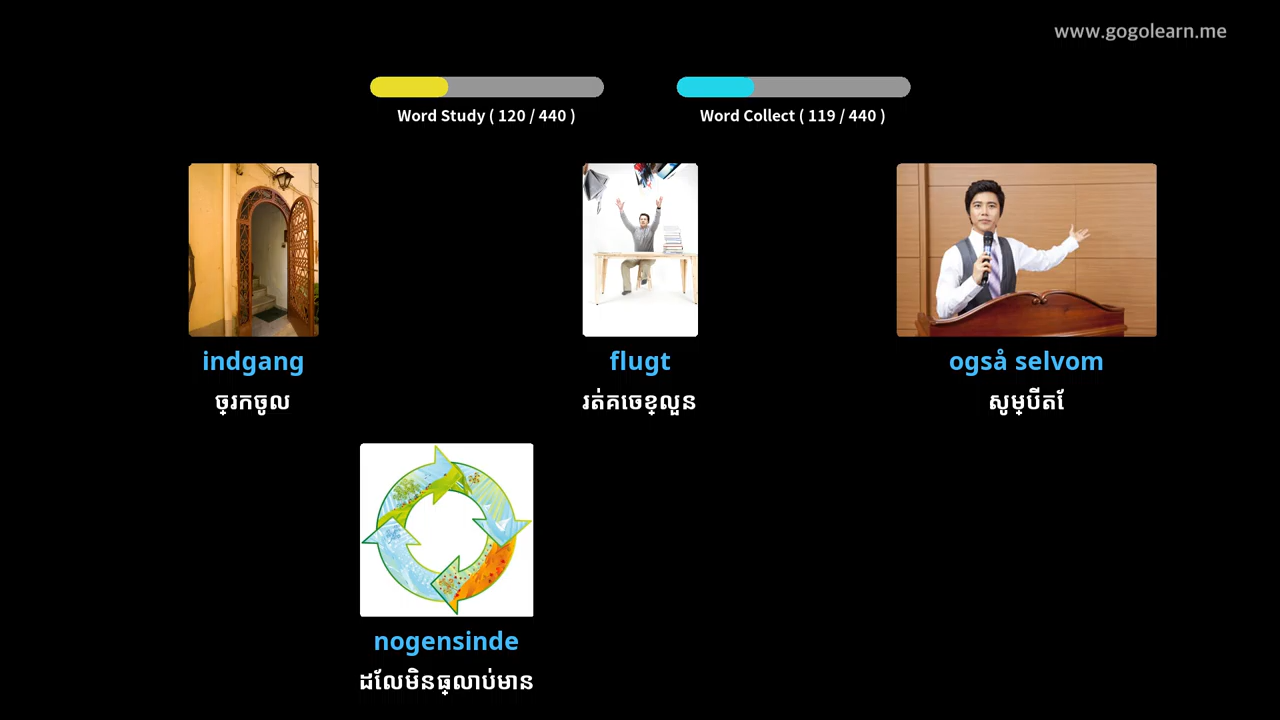 www.gogolearn.me
Word Study ( 120 / 440 )
Word Collect ( 119 / 440 )
indgang
ច្រកចូល
flugt
រត់គេចខ្លួន
også selvom
សូម្បីតែ
nogensinde
ដែលមិនធ្លាប់មាន